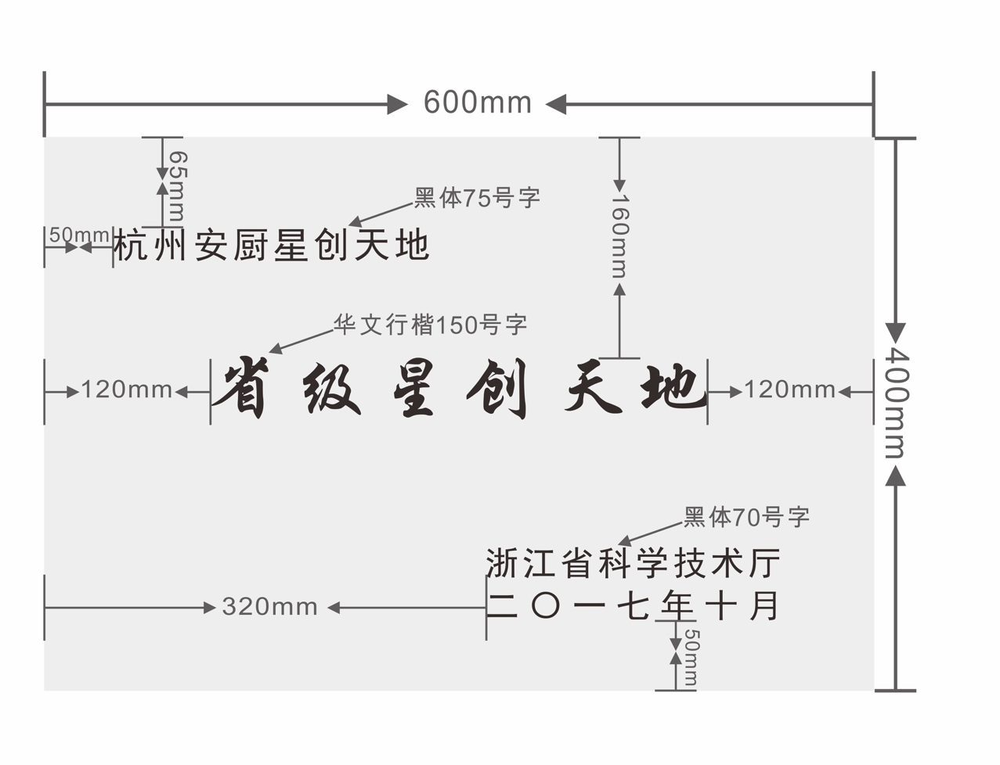 600mm
65mm
黑体75号字
160mm
50mm
杭州安厨星创天地
华文行楷150号字
400mm
120mm
省级星创天地
120mm
黑体70号字
浙江省科学技术厅
320mm
二〇一七年十月
50mm